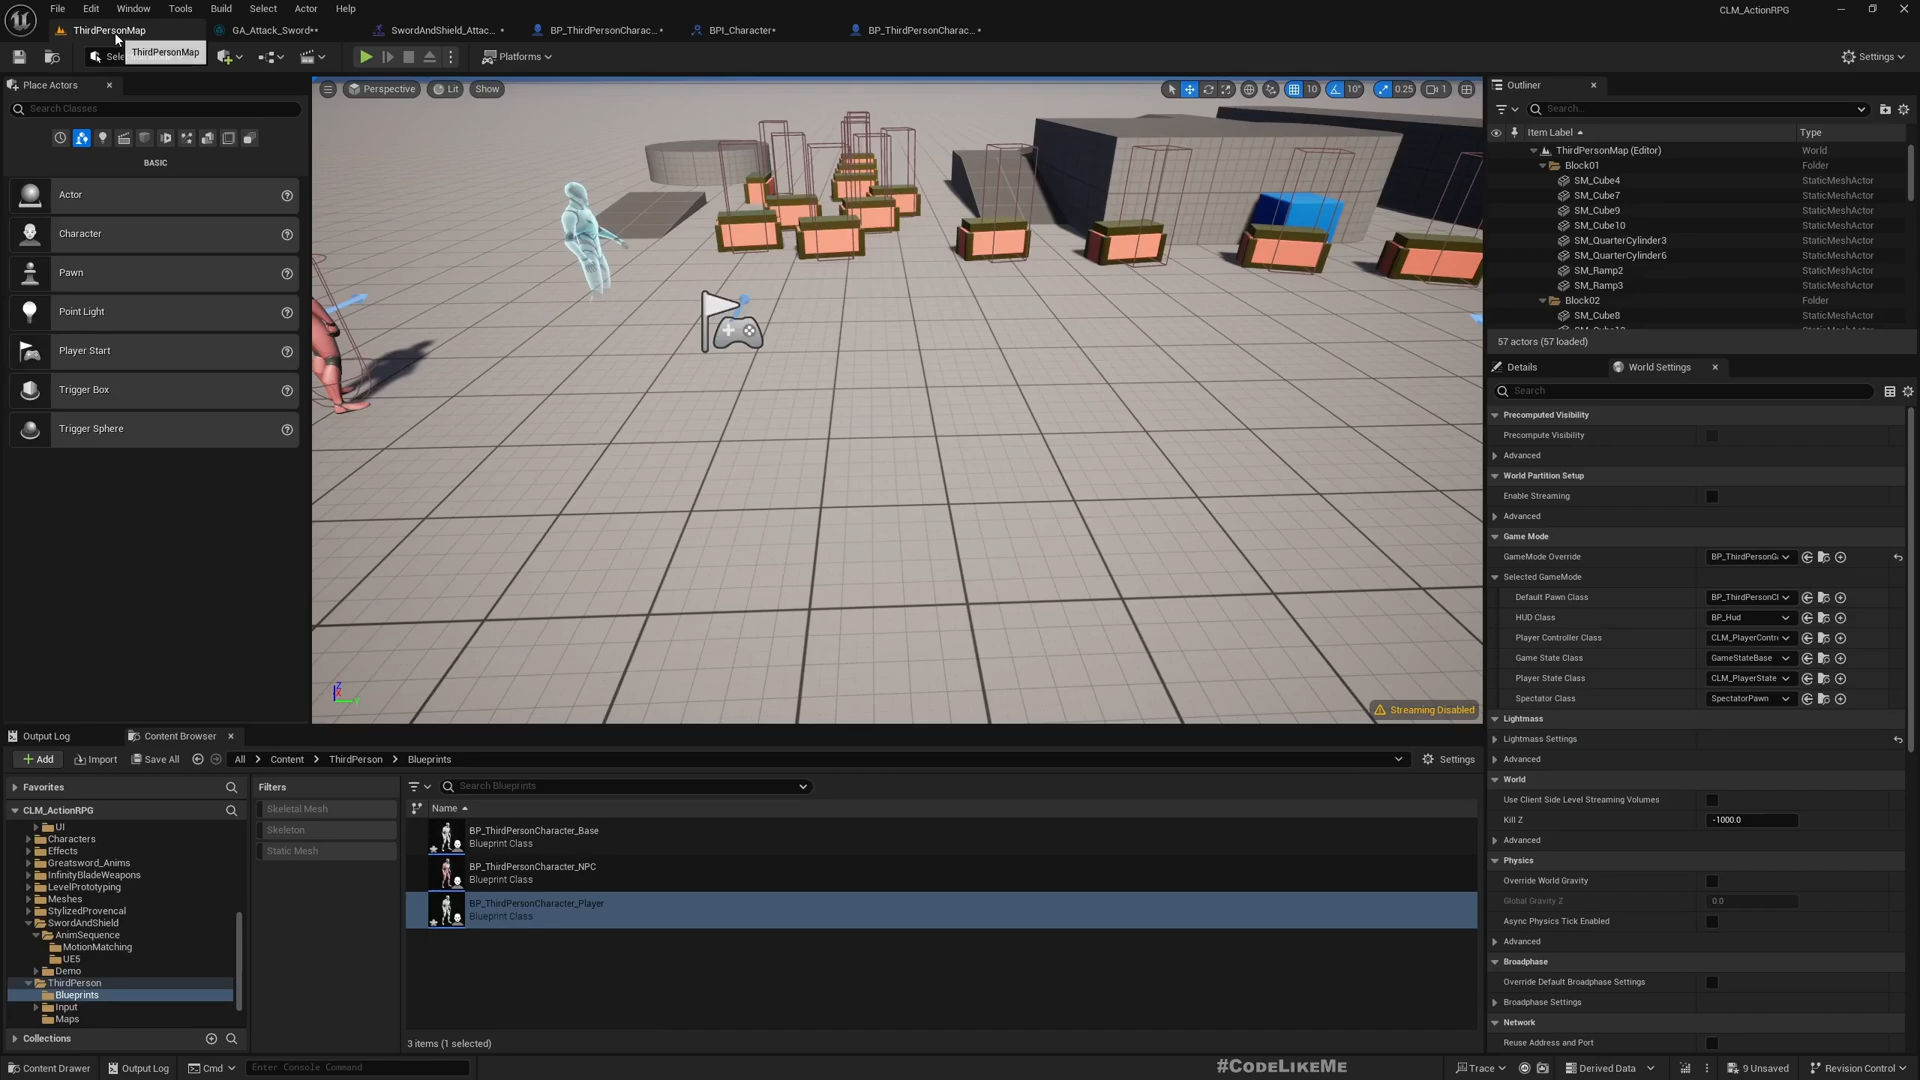 File Edit Window Tools Build Select Actor Help
CLM_ActionRPG
ThirdPersonMap
GA_Attack_Sword**
SwordAndShield_Attac... •
BP_ThirdPersonCharac...*
BPI_Character*
BP_ThirdPersonCharac... •
ThirdPersonMap
Platforms
Settings
Place Actors
Search Classes
BASIC
Actor
Character
Pawn
Point Light
Player Start
Trigger Box
Trigger Sphere
Perspective
Lit
Show
10
10°
0.25
1
Streaming Disabled
Outliner
Search...
Item Label
Type
ThirdPersonMap (Editor)
World
Block01
Folder
SM_Cube4
StaticMeshActor
SM_Cube7
StaticMeshActor
SM_Cube9
StaticMeshActor
SM_Cube10
StaticMeshActor
SM_QuarterCylinder3
StaticMeshActor
SM_QuarterCylinder6
StaticMeshActor
SM_Ramp2
StaticMeshActor
SM_Ramp3
StaticMeshActor
Block02
Folder
SM_Cube8
StaticMeshActor
57 actors (57 loaded)
Details
World Settings
Search
Precomputed Visibility
Precompute Visibility
Advanced
World Partition Setup
Enable Streaming
Advanced
Game Mode
GameMode Override
BP_ThirdPersonG
Selected GameMode
Default Pawn Class
BP_ThirdPersonCl
HUD Class
BP_Hud
Player Controller Class
CLM_PlayerContr
Game State Class
GameStateBase
Player State Class
CLM_PlayerState
Spectator Class
SpectatorPawn
Lightmass
Lightmass Settings
Advanced
World
Use Client Side Level Streaming Volumes
Kill Z
-1000.0
Advanced
Physics
Override World Gravity
Global Gravity Z
0.0
Async Physics Tick Enabled
Advanced
Broadphase
Override Default Broadphase Settings
Broadphase Settings
Network
Reuse Address and Port
Output Log
Content Browser
Add
Import
Save All
All
Content
ThirdPerson
Blueprints
Settings
Favorites
CLM_ActionRPG
UI
Characters
Effects
Greatsword_Anims
InfinityBladeWeapons
LevelPrototyping
Meshes
StylizedProvencal
SwordAndShield
AnimSequence
MotionMatching
UE5
Demo
ThirdPerson
Blueprints
Input
Maps
Collections
Filters
Skeletal Mesh
Skeleton
Static Mesh
Search Blueprints
Name
BP_ThirdPersonCharacter_Base
Blueprint Class
BP_ThirdPersonCharacter_NPC
Blueprint Class
BP_ThirdPersonCharacter_Player
Blueprint Class
3 items (1 selected)
Content Drawer
Output Log
Cmd
Enter Console Command
#CODELIKEME
Trace
Derived Data
9 Unsaved
Revision Control